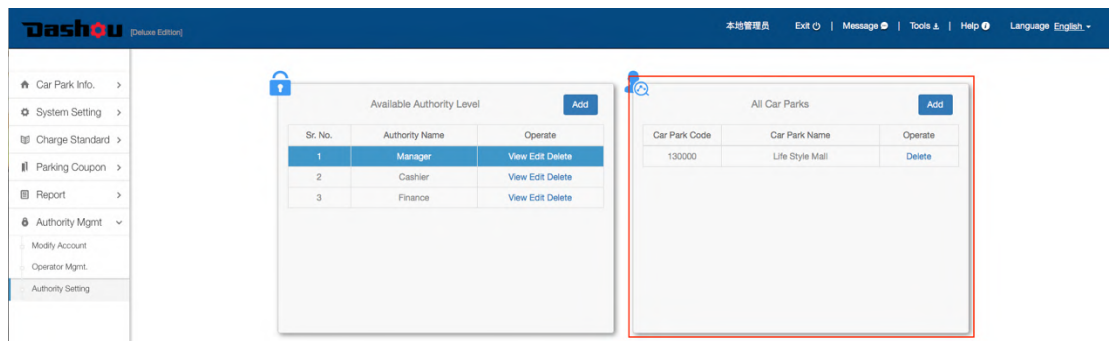 Dashou [Deluxe Edition]
本地管理员 Exit | Message | Tools | Help Language English
Car Park Info.
System Setting
Charge Standard
Parking Coupon
Report
Authority Mgmt
Modify Account
Operator Mgmt.
Authority Setting
Available Authority Level Add
Sr. No. Authority Name Operate
1 Manager View Edit Delete
2 Cashier View Edit Delete
3 Finance View Edit Delete
All Car Parks Add
Car Park Code Car Park Name Operate
130000 Life Style Mall Delete